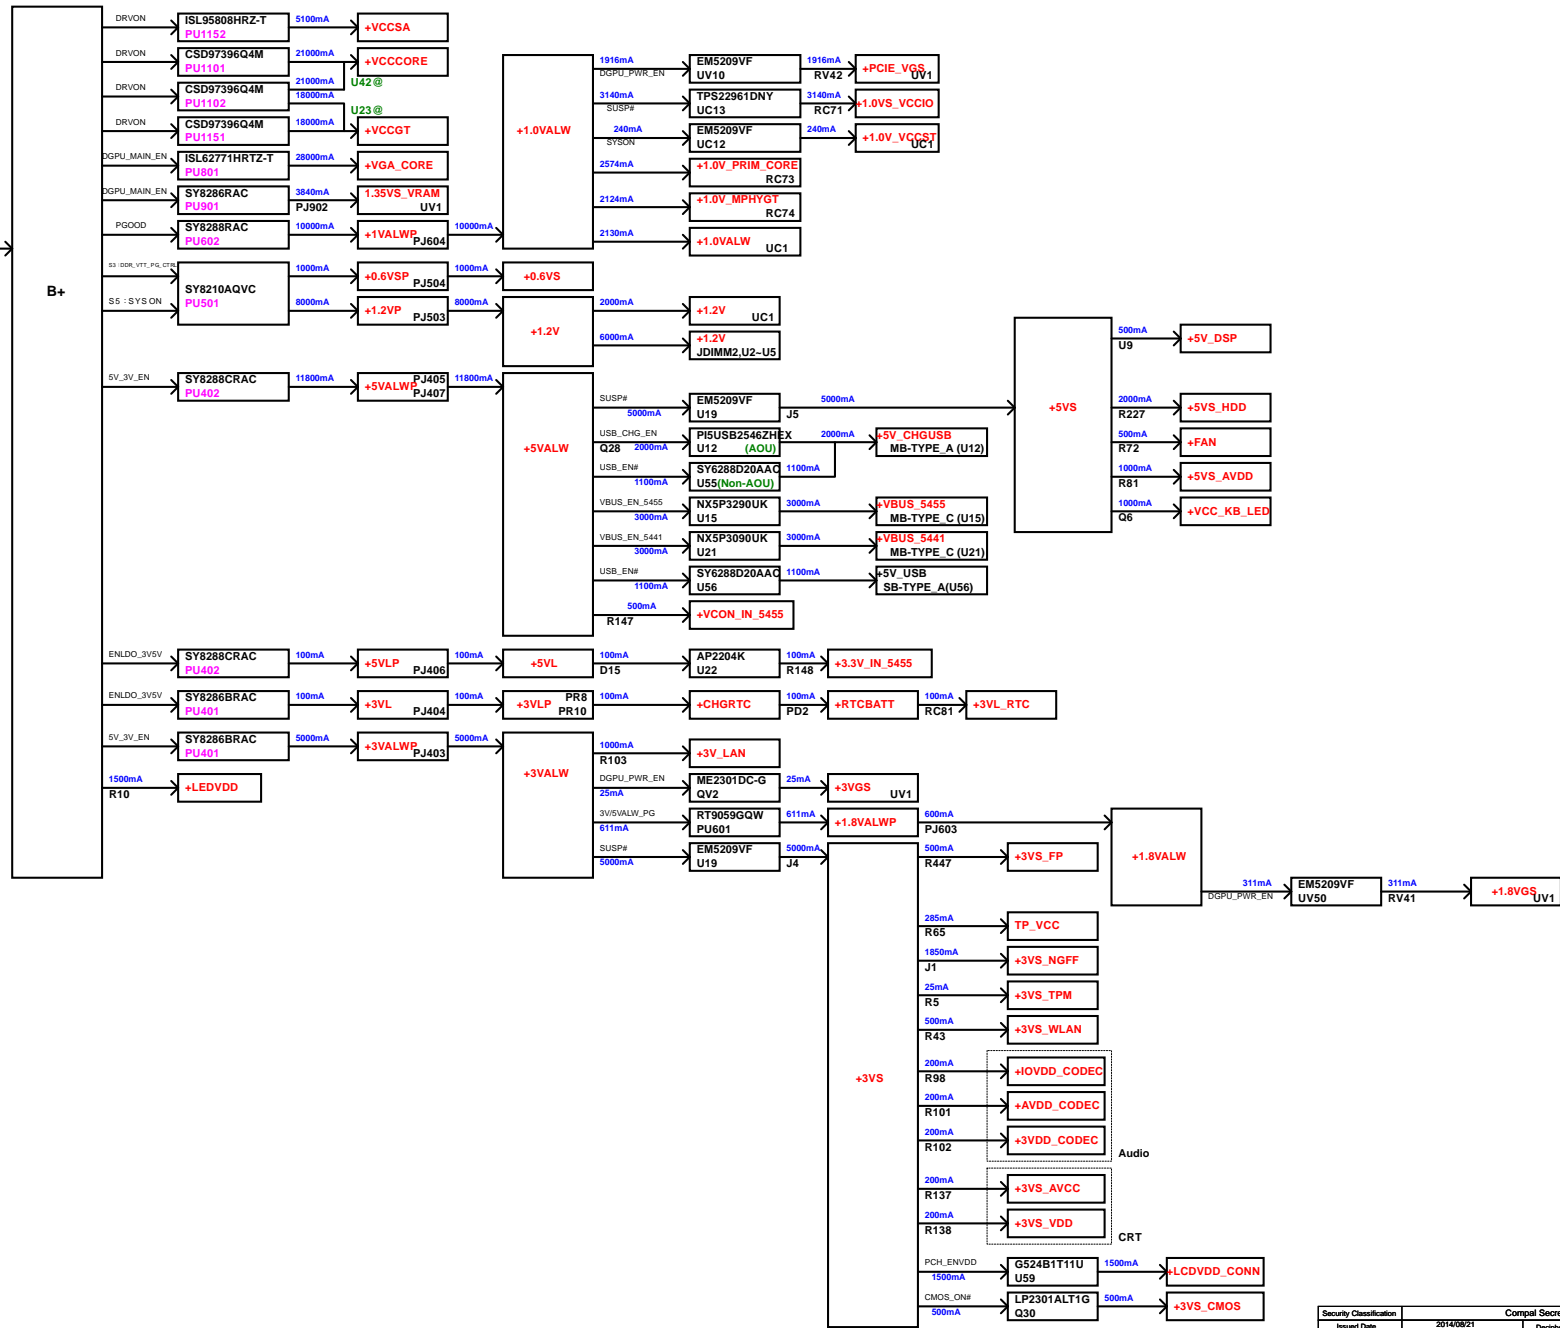 B+
DRVON
ISL95808HRZ-T
PU1152
5100mA
+VCCSA
DRVON
CSD97396Q4M
PU1101
21000mA
+VCCCORE
DRVON
CSD97396Q4M
PU1102
21000mA
18000mA
U42@
U23@
DRVON
CSD97396Q4M
PU1151
18000mA
+VCCGT
DGPU_MAIN_EN
ISL62771HRTZ-T
PU801
28000mA
+VGA_CORE
DGPU_MAIN_EN
SY8286RAC
PU901
3840mA
PJ902
1.35VS_VRAM
UV1
PGOOD
SY8288RAC
PU602
10000mA
+1VALWP
PJ604
10000mA
+1.0VALW
1916mA
DGPU_PWR_EN
EM5209VF
UV10
1916mA
RV42
+PCIE_VGS
UV1
3140mA
SUSP#
TPS22961DNY
UC13
3140mA
RC71
+1.0VS_VCCIO
240mA
SYSON
EM5209VF
UC12
240mA
+1.0V_VCCST
UC1
2574mA
+1.0V_PRIM_CORE
RC73
2124mA
+1.0V_MPHYGT
RC74
2130mA
+1.0VALW
UC1
S3 : DDR_VTT_PG_CTRL
S5 : SYSON
SY8210AQVC
PU501
1000mA
+0.6VSP
PJ504
1000mA
+0.6VS
8000mA
+1.2VP
PJ503
8000mA
+1.2V
2000mA
+1.2V
UC1
6000mA
+1.2V
JDIMM2,U2~U5
5V_3V_EN
SY8288CRAC
PU402
11800mA
+5VALWP
PJ405
PJ407
11800mA
+5VALW
SUSP#
5000mA
EM5209VF
U19
J5
5000mA
+5VS
500mA
U9
+5V_DSP
2000mA
R227
+5VS_HDD
500mA
R72
+FAN
1000mA
R81
+5VS_AVDD
1000mA
Q6
+VCC_KB_LED
USB_CHG_EN
Q28
2000mA
PI5USB2546ZHEX
U12 (AOU)
2000mA
+5V_CHGUSB
MB-TYPE_A (U12)
USB_EN#
1100mA
SY6288D20AAC
U55(Non-AOU)
1100mA
VBUS_EN_5455
3000mA
NX5P3290UK
U15
3000mA
+VBUS_5455
MB-TYPE_C (U15)
VBUS_EN_5441
3000mA
NX5P3090UK
U21
3000mA
+VBUS_5441
MB-TYPE_C (U21)
USB_EN#
1100mA
SY6288D20AAC
U56
1100mA
+5V_USB
SB-TYPE_A(U56)
500mA
R147
+VCON_IN_5455
ENLDO_3V5V
SY8288CRAC
PU402
100mA
+5VLP
PJ406
100mA
+5VL
100mA
D15
AP2204K
U22
100mA
R148
+3.3V_IN_5455
ENLDO_3V5V
SY8286BRAC
PU401
100mA
+3VL
PJ404
100mA
+3VLP
PR8
PR10
100mA
+CHGRTC
100mA
PD2
+RTCBATT
100mA
RC81
+3VL_RTC
5V_3V_EN
SY8286BRAC
PU401
5000mA
+3VALWP
PJ403
5000mA
+3VALW
1000mA
R103
+3V_LAN
DGPU_PWR_EN
25mA
ME2301DC-G
QV2
25mA
+3VGS
UV1
3V/5VALW_PG
611mA
RT9059GQW
PU601
611mA
+1.8VALWP
600mA
PJ603
+1.8VALW
311mA
DGPU_PWR_EN
EM5209VF
UV50
311mA
RV41
+1.8VGS
UV1
SUSP#
5000mA
EM5209VF
U19
5000mA
J4
+3VS
500mA
R447
+3VS_FP
285mA
R65
TP_VCC
1850mA
J1
+3VS_NGFF
25mA
R5
+3VS_TPM
500mA
R43
+3VS_WLAN
200mA
R98
+IOVDD_CODEC
200mA
R101
+AVDD_CODEC
200mA
R102
+3VDD_CODEC
Audio
200mA
R137
+3VS_AVCC
200mA
R138
+3VS_VDD
CRT
PCH_ENVDD
1500mA
G524B1T11U
U59
1500mA
+LCDVDD_CONN
CMOS_ON#
500mA
LP2301ALT1G
Q30
500mA
+3VS_CMOS
1500mA
R10
+LEDVDD
Security Classification
Compal Secre
Issued Date
2014/08/21